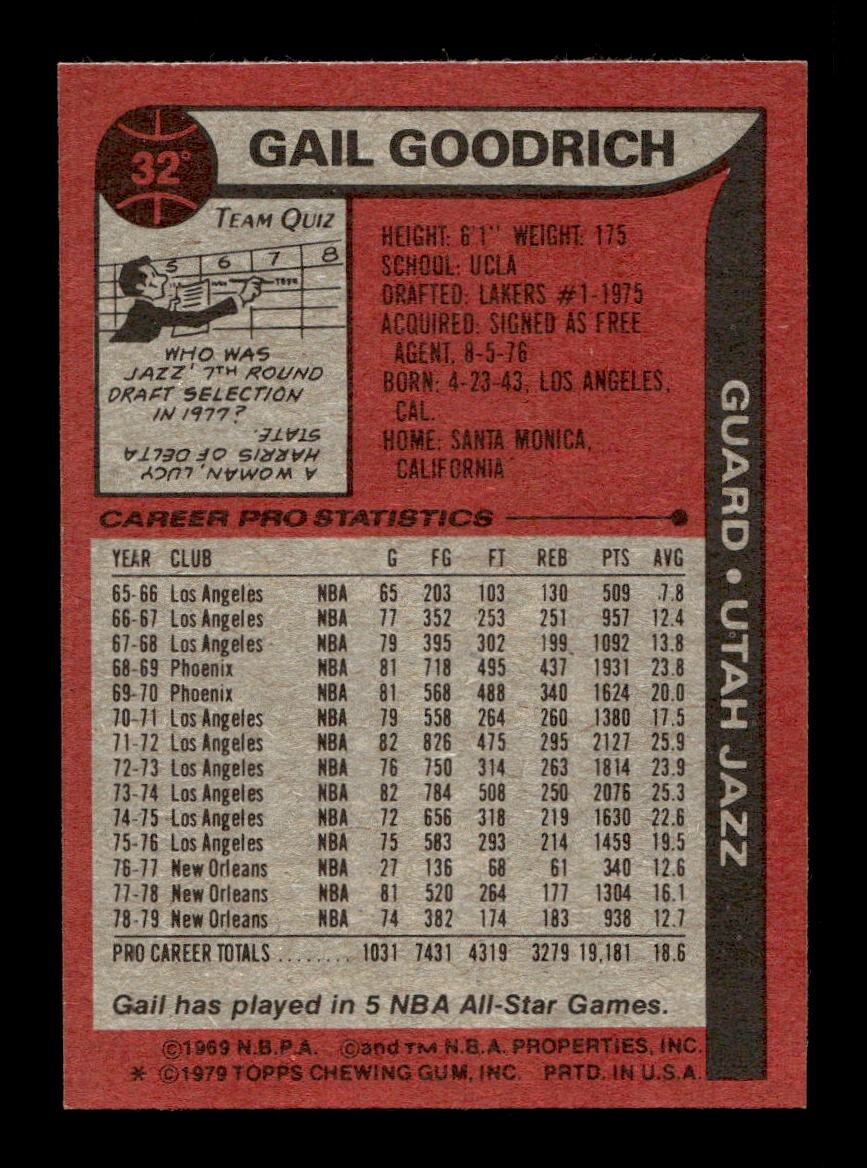 32°
GAIL GOODRICH
TEAM QUIZ
5 6 7 8
WHO WAS
JAZZ' 7TH ROUND
DRAFT SELECTION
IN 1977?
A WOMAN, LUCY
HARRIS OF DELTA
STATE.
HEIGHT: 6'1" WEIGHT: 175
SCHOOL: UCLA
DRAFTED: LAKERS #1-1975
ACQUIRED: SIGNED AS FREE
AGENT, 8-5-76
BORN: 4-23-43, LOS ANGELES,
CAL.
HOME: SANTA MONICA,
CALIFORNIA
GUARD • UTAH JAZZ
CAREER PRO STATISTICS
YEAR CLUB G FG FT REB PTS AVG
65-66 Los Angeles NBA 65 203 103 130 509 7.8
66-67 Los Angeles NBA 77 352 253 251 957 12.4
67-68 Los Angeles NBA 79 395 302 199 1092 13.8
68-69 Phoenix NBA 81 718 495 437 1931 23.8
69-70 Phoenix NBA 81 568 488 340 1624 20.0
70-71 Los Angeles NBA 79 558 264 260 1380 17.5
71-72 Los Angeles NBA 82 826 475 295 2127 25.9
72-73 Los Angeles NBA 76 750 314 263 1814 23.9
73-74 Los Angeles NBA 82 784 508 250 2076 25.3
74-75 Los Angeles NBA 72 656 318 219 1630 22.6
75-76 Los Angeles NBA 75 583 293 214 1459 19.5
76-77 New Orleans NBA 27 136 68 61 340 12.6
77-78 New Orleans NBA 81 520 264 177 1304 16.1
78-79 New Orleans NBA 74 382 174 183 938 12.7
PRO CAREER TOTALS ........ 1031 7431 4319 3279 19,181 18.6
Gail has played in 5 NBA All-Star Games.
©1969 N.B.P.A. ©and TM N.B.A. PROPERTIES, INC.
* ©1979 TOPPS CHEWING GUM, INC. PRTD. IN U.S.A.